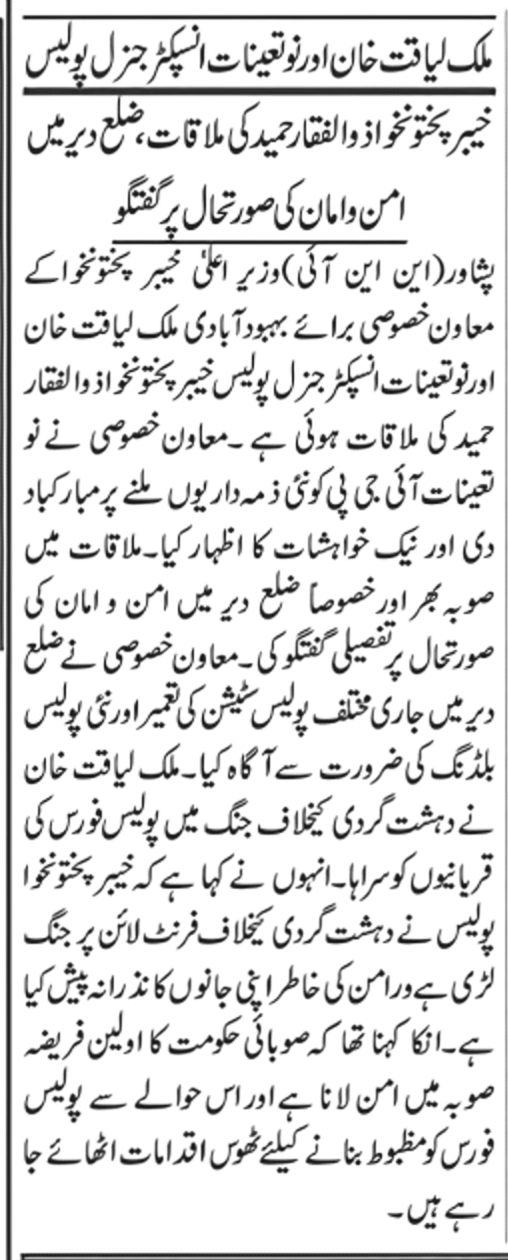 ملک لیاقت خان اور نو تعینات انسپکٹر جنرل پولیس
خیبر پختونخوا ذوالفقار حمید کی ملاقات، ضلع دیر میں
امن و امان کی صورتحال پر گفتگو
پشاور (این این آئی) وزیر اعلیٰ خیبر پختونخوا کے
معاون خصوصی برائے بہبود آبادی ملک لیاقت خان
اور نو تعینات انسپکٹر جنرل پولیس خیبر پختونخوا ذوالفقار
حمید کی ملاقات ہوئی ہے ۔ معاون خصوصی نے نو
تعینات آئی جی پی کو نئی ذمہ داریوں ملنے پر مبارکباد
دی اور نیک خواہشات کا اظہار کیا۔ ملاقات میں
صوبہ بھر اور خصوصاً ضلع دیر میں امن و امان کی
صورتحال پر تفصیلی گفتگو کی ۔ معاون خصوصی نے ضلع
دیر میں جاری مختلف پولیس سٹیشن کی تعمیر اور نئی پولیس
بلڈنگ کی ضرورت سے آگاہ کیا۔ ملک لیاقت خان
نے دہشت گردی کیخلاف جنگ میں پولیس فورس کی
قربانیوں کو سراہا۔ انہوں نے کہا ہے کہ خیبر پختونخوا
پولیس نے دہشت گردی کیخلاف فرنٹ لائن پر جنگ
لڑی ہے ورامن کی خاطر اپنی جانوں کا نذرانہ پیش کیا
ہے۔ انکا کہنا تھا کہ صوبائی حکومت کا اولین فریضہ
صوبہ میں امن لانا ہے اور اس حوالے سے پولیس
فورس کو مظبوط بنانے کیلئے ٹھوس اقدامات اٹھائے جا
رہے ہیں ۔